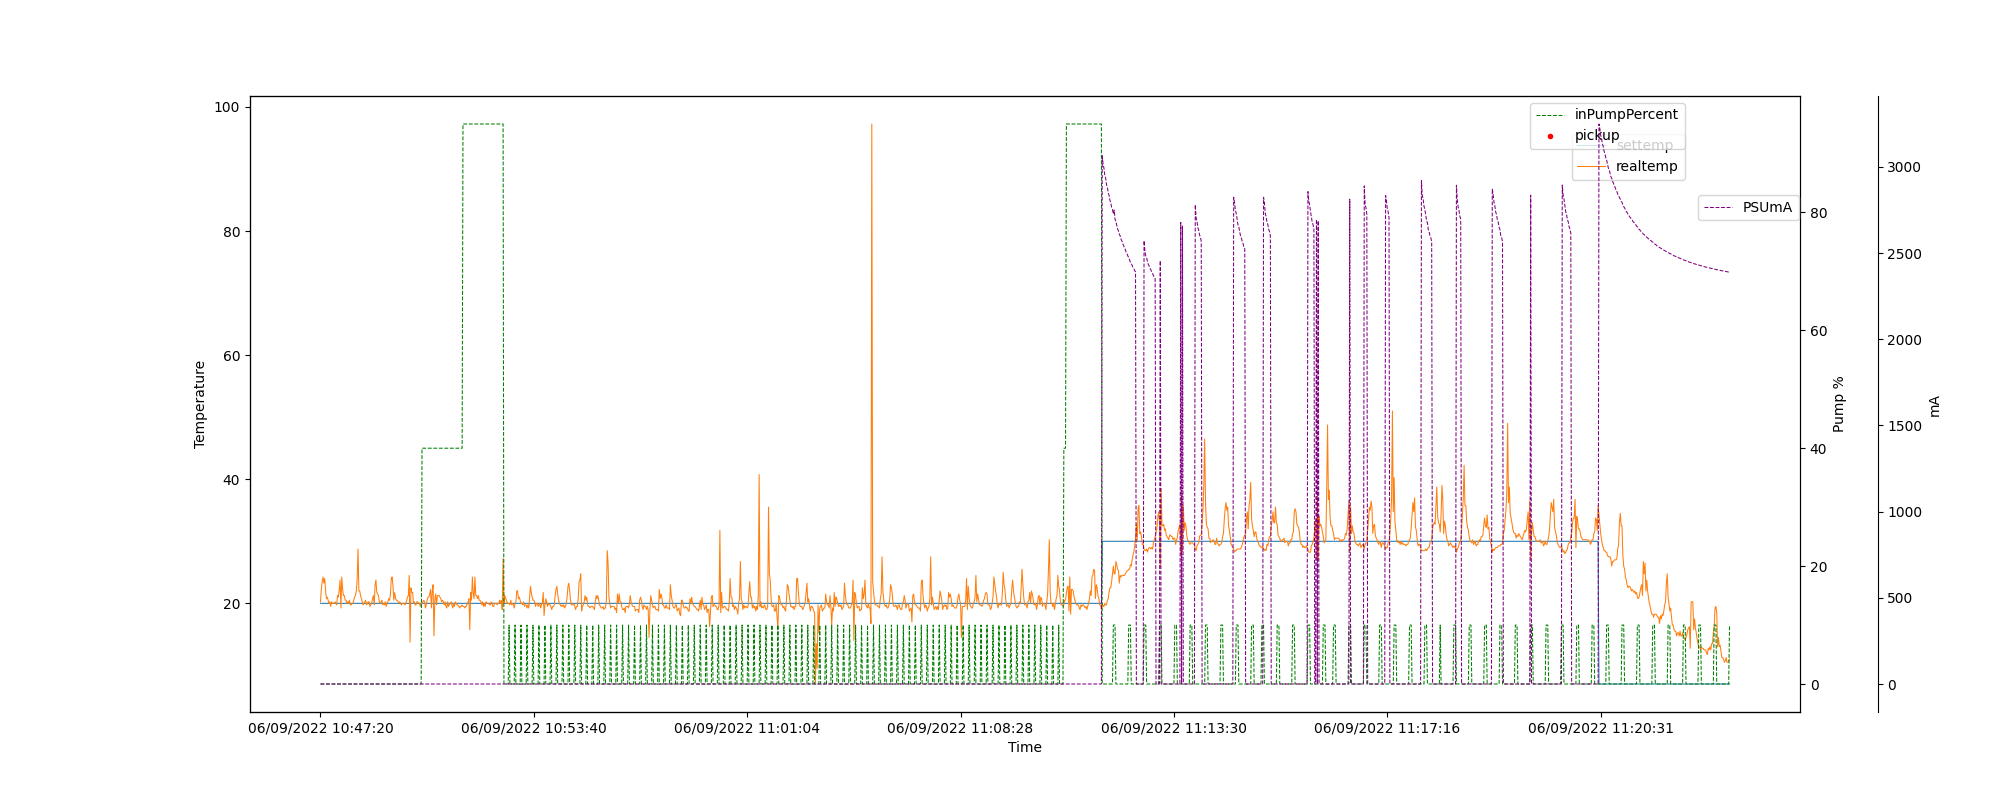 100
80
60
40
20
Temperature
inPumpPercent
pickup
settemp
realtemp
PSUmA
80
60
40
20
0
Pump %
3000
2500
2000
1500
1000
500
0
mA
06/09/2022 10:47:20
06/09/2022 10:53:40
06/09/2022 11:01:04
06/09/2022 11:08:28
06/09/2022 11:13:30
06/09/2022 11:17:16
06/09/2022 11:20:31
Time